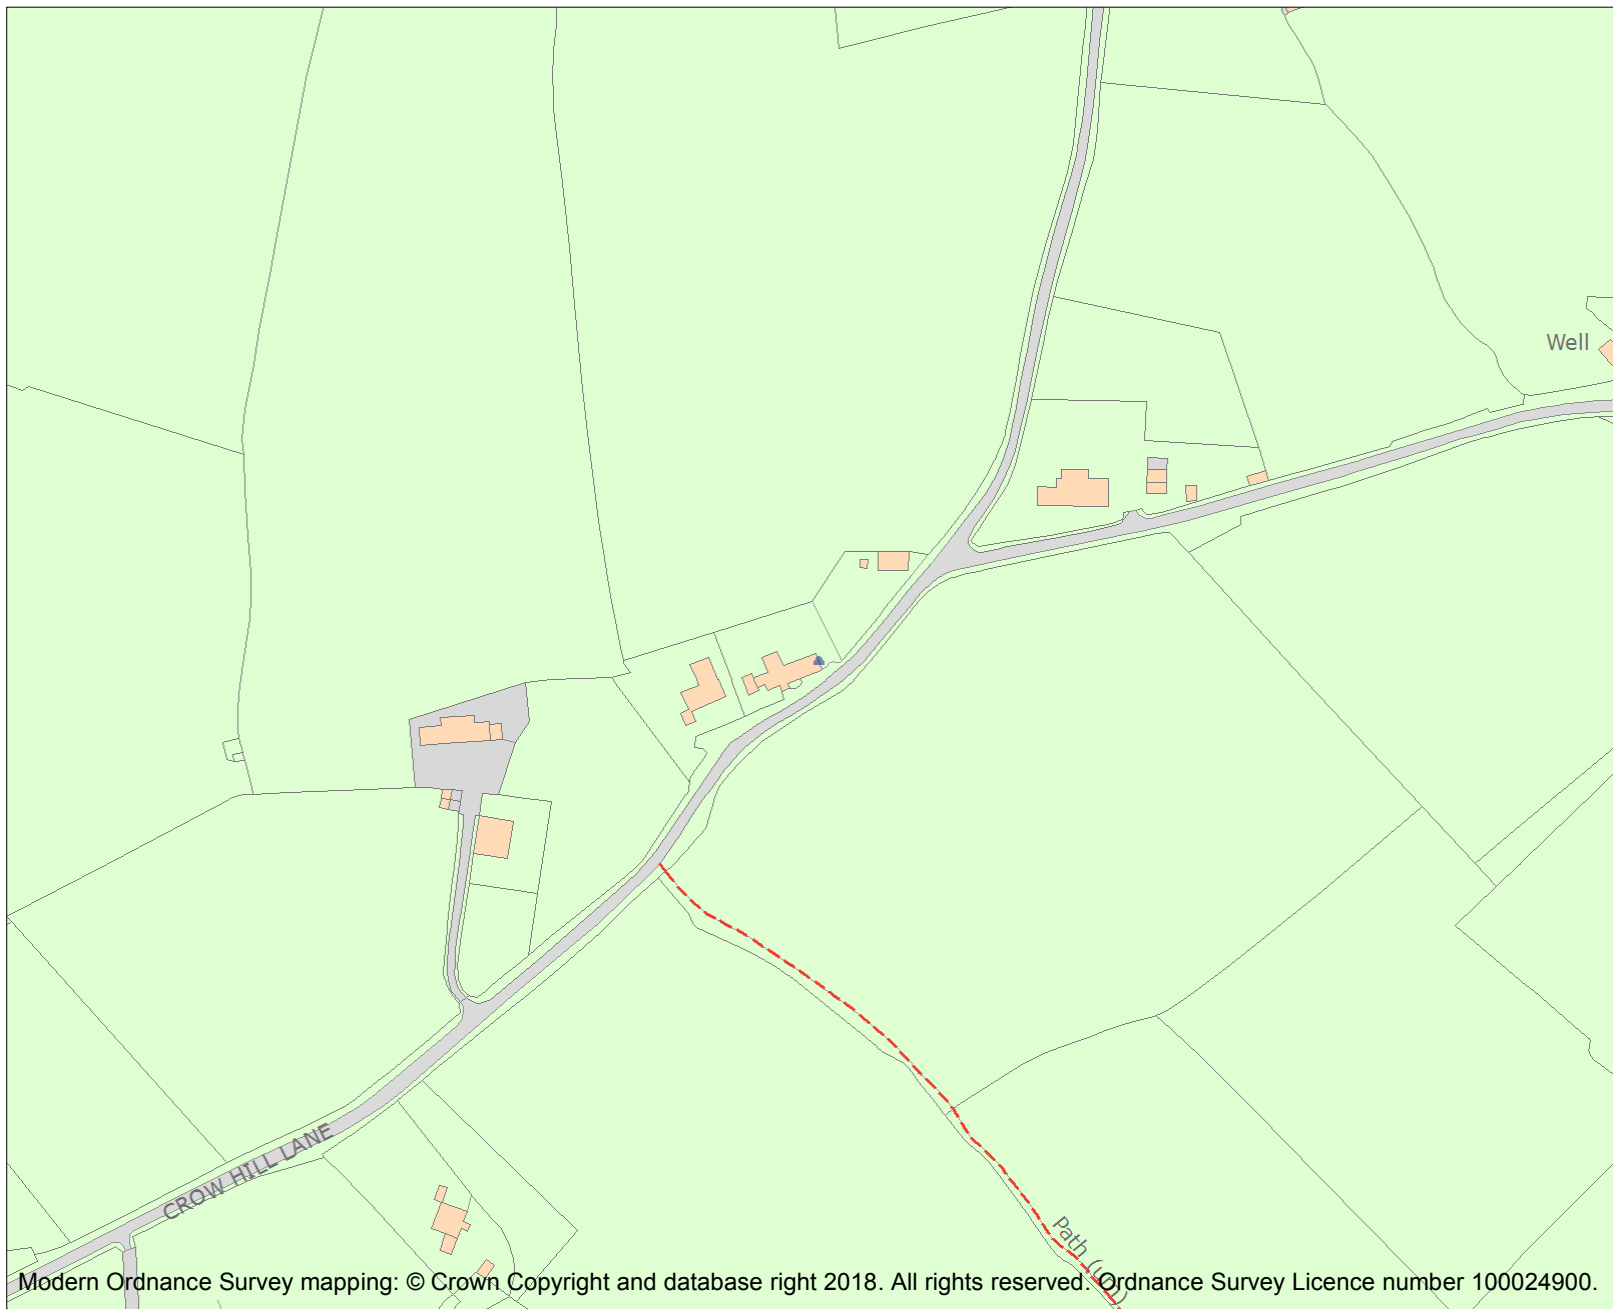 Well
CROW HILL LANE
Path (um)
Modern Ordnance Survey mapping: © Crown Copyright and database right 2018. All rights reserved. Ordnance Survey Licence number 100024900.